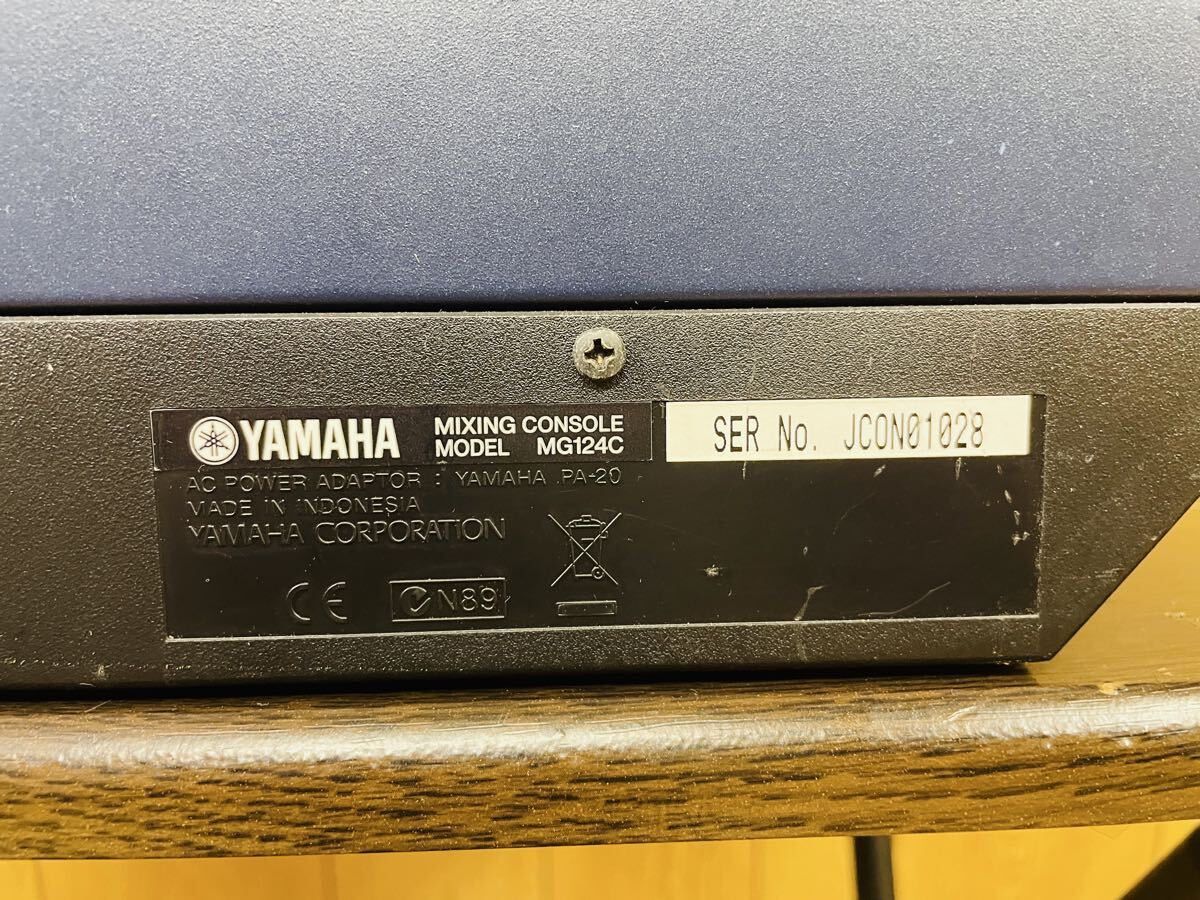 YAMAHA
MIXING CONSOLE
MODEL MG124C
SER No. JCON01028
AC POWER ADAPTOR : YAMAHA PA-20
MADE IN INDONESIA
YAMAHA CORPORATION
CE
N89